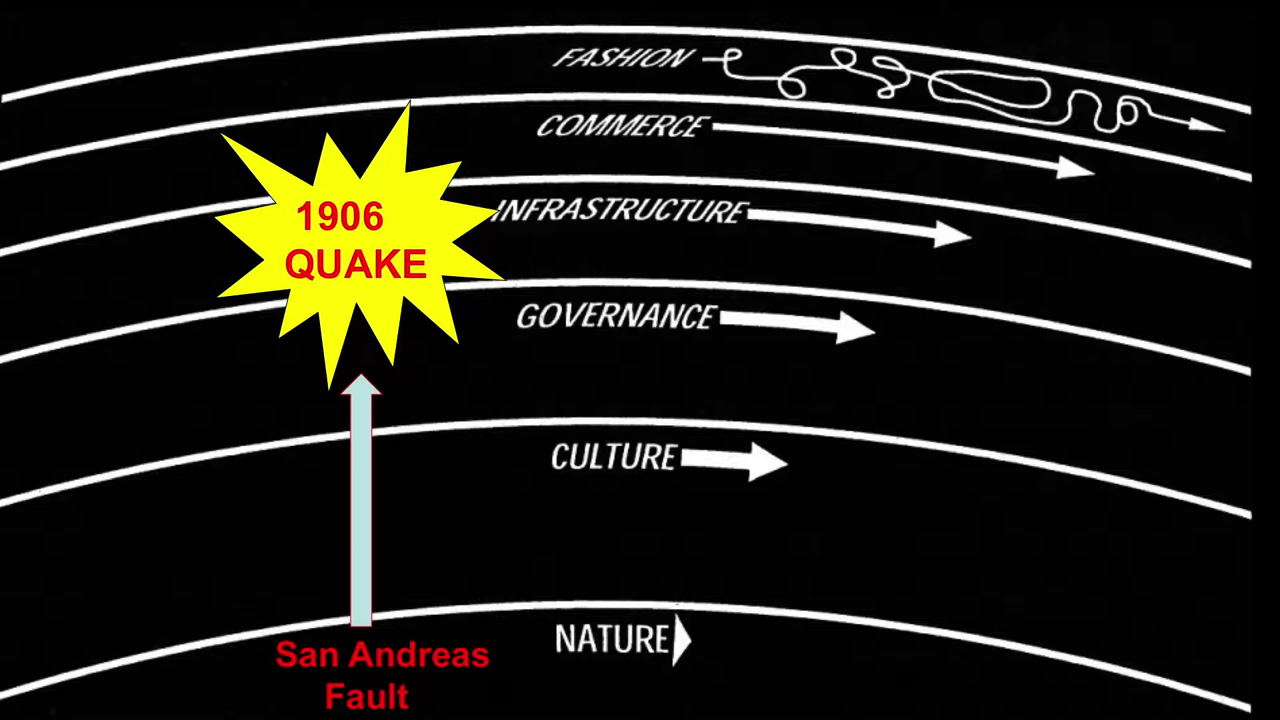 FASHION
COMMERCE
1906
QUAKE
INFRASTRUCTURE
GOVERNANCE
CULTURE
NATURE
San Andreas
Fault